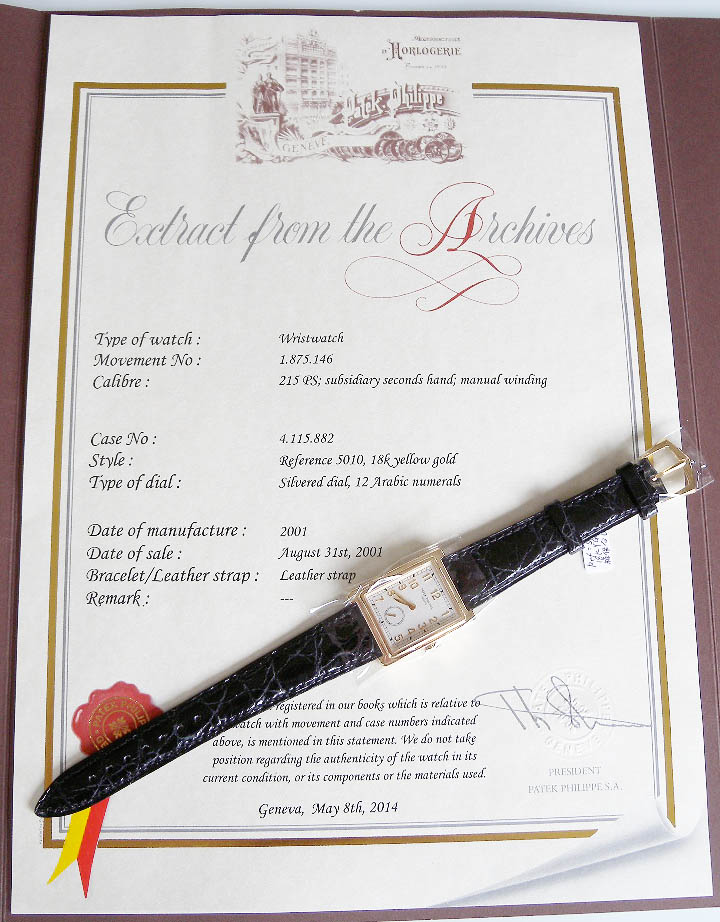 D'HORLOGERIE
Patek, Philippe
GENÈVE
Extract from the Archives
Type of watch : Wristwatch
Movement No : 1.875.146
Calibre : 215 PS; subsidiary seconds hand; manual winding
Case No : 4.115.882
Style : Reference 5010, 18k yellow gold
Type of dial : Silvered dial, 12 Arabic numerals
Date of manufacture : 2001
Date of sale : August 31st, 2001
Bracelet/Leather strap : Leather strap
Remark : ---
registered in our books which is relative to
watch with movement and case numbers indicated
above, is mentioned in this statement. We do not take
position regarding the authenticity of the watch in its
current condition, or its components or the materials used.
Geneva, May 8th, 2014
PATEK PHILIPPE
GENEVE
PRESIDENT
PATEK PHILIPPE S.A.